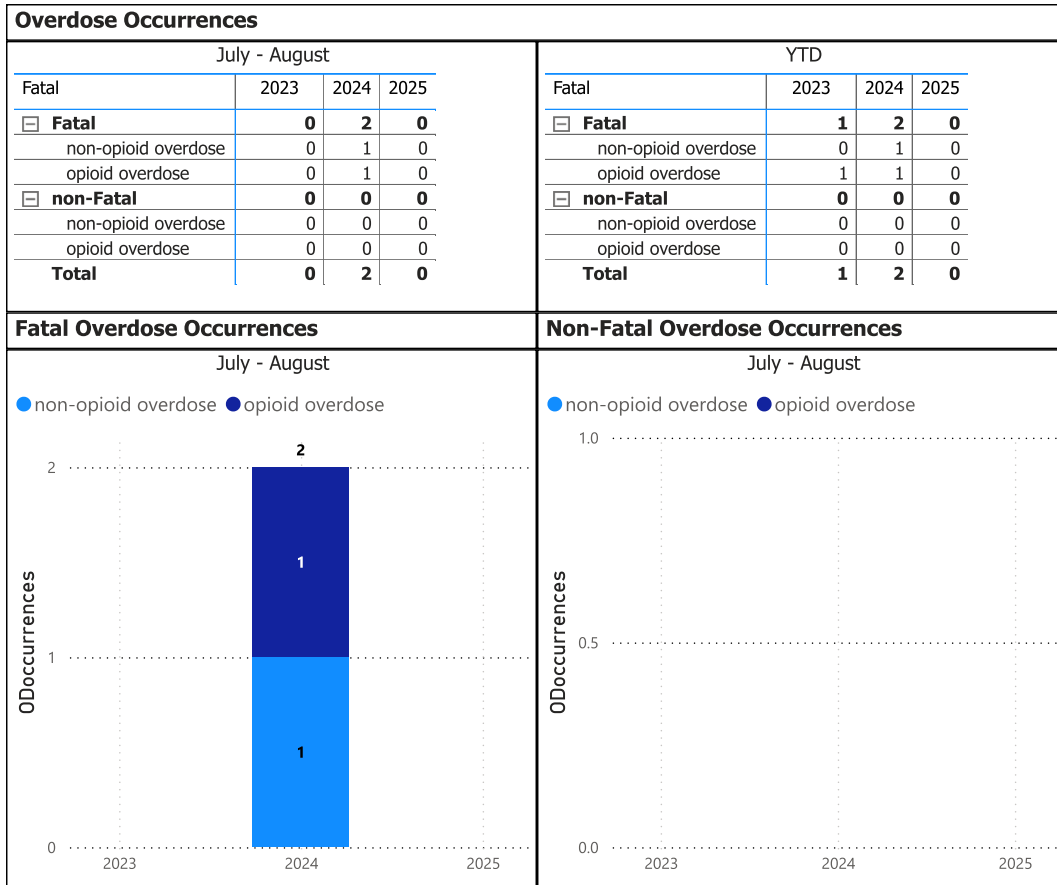 Overdose Occurrences
July - August
Fatal 2023 2024 2025
Fatal 0 2 0
non-opioid overdose 0 1 0
opioid overdose 0 1 0
non-Fatal 0 0 0
non-opioid overdose 0 0 0
opioid overdose 0 0 0
Total 0 2 0
YTD
Fatal 2023 2024 2025
Fatal 1 2 0
non-opioid overdose 0 1 0
opioid overdose 1 1 0
non-Fatal 0 0 0
non-opioid overdose 0 0 0
opioid overdose 0 0 0
Total 1 2 0
Fatal Overdose Occurrences
July - August
non-opioid overdose opioid overdose
ODoccurrences
2
2
1
1
1
0
2023 2024 2025
Non-Fatal Overdose Occurrences
July - August
non-opioid overdose opioid overdose
ODoccurrences
1.0
0.5
0.0
2023 2024 2025